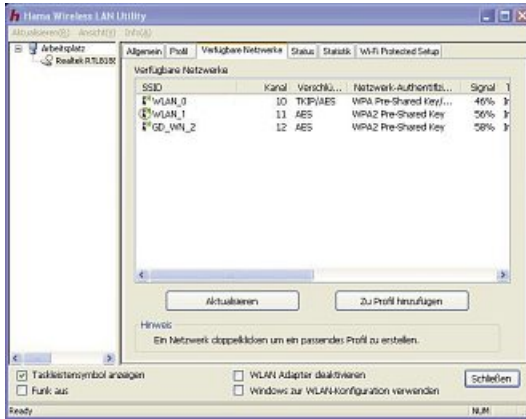 Hama Wireless LAN Utility
Aktualisieren(R) Ansicht(V) Info(A)
Arbeitsplatz
Realtek RTL8188
Allgemein Profil Verfügbare Netzwerke Status Statistik Wi-Fi Protected Setup
Verfügbare Netzwerke
SSID Kanal Verschlü... Netzwerk-Authentifizi... Signal T
WLAN_0 10 TKIP/AES WPA Pre-Shared Key/... 46% Ir
WLAN_1 11 AES WPA2 Pre-Shared Key 56% Ir
GD_WN_2 12 AES WPA2 Pre-Shared Key 58% Ir
Aktualisieren Zu Profil hinzufügen
Hinweis
Ein Netzwerk doppelklicken um ein passendes Profil zu erstellen.
Taskleistensymbol anzeigen WLAN Adapter deaktivieren Schließen
Funk aus Windows zur WLAN-Konfiguration verwenden
Ready NUM